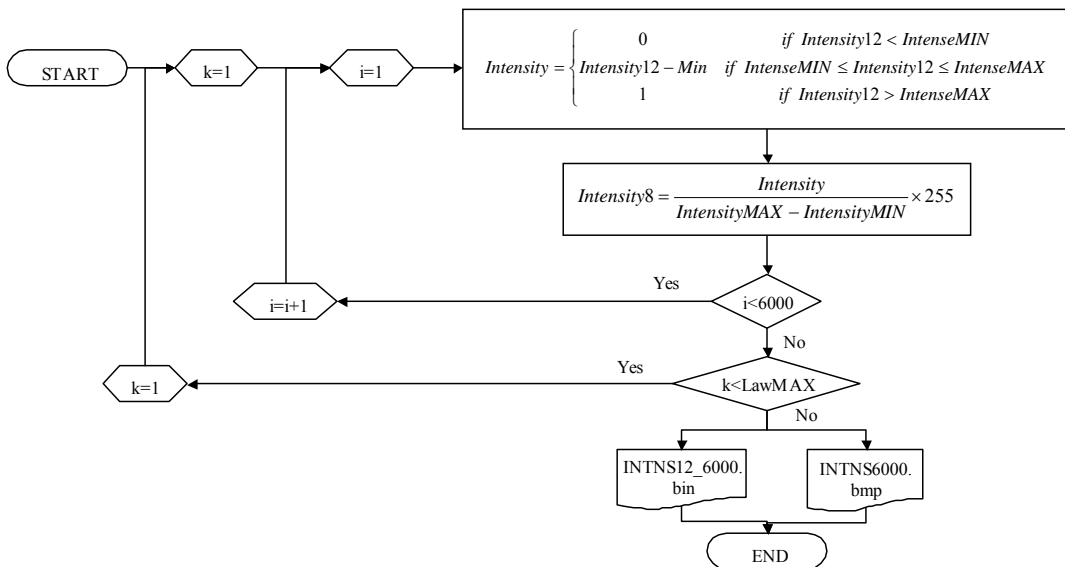 START
k=1
i=1
Intensity = { 0 if Intensity12 < IntenseMIN
Intensity12 − Min if IntenseMIN ≤ Intensity12 ≤ IntenseMAX
1 if Intensity12 > IntenseMAX
Intensity8 = Intensity / IntensityMAX − IntensityMIN × 255
Yes
i=i+1
i<6000
No
Yes
k=1
k<LawMAX
No
INTNS12_6000.
bin
INTNS6000.
bmp
END